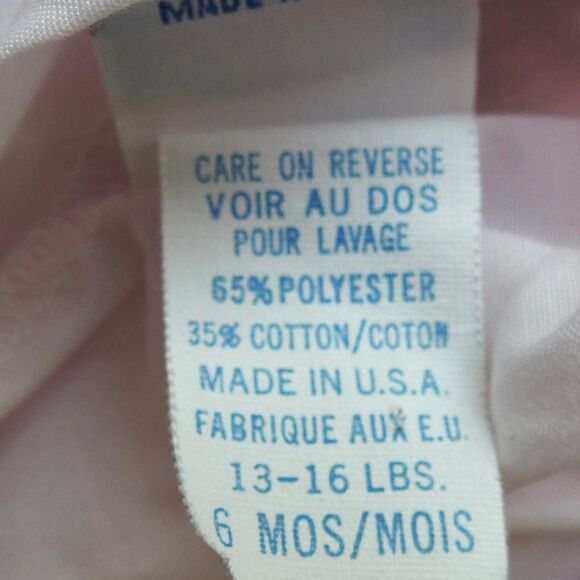 MADE
CARE ON REVERSE
VOIR AU DOS
POUR LAVAGE
65% POLYESTER
35% COTTON/COTON
MADE IN U.S.A.
FABRIQUE AUX E.U.
13-16 LBS.
6 MOS/MOIS